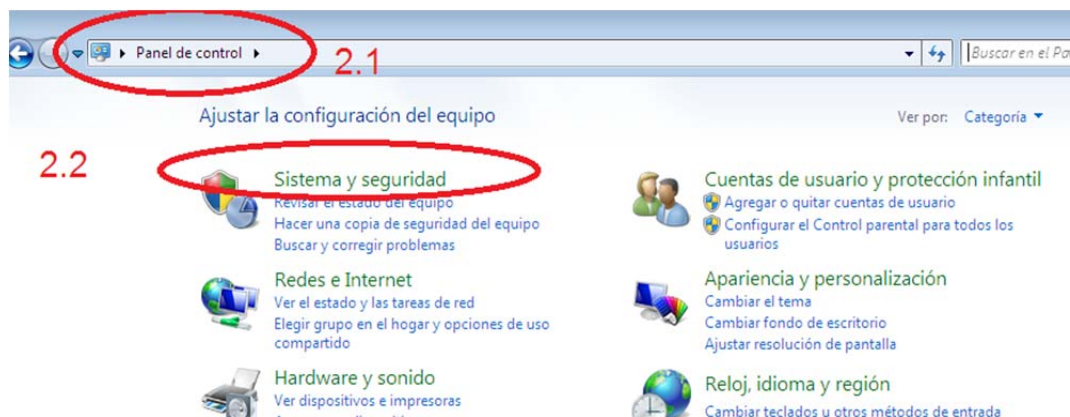 Panel de control
2.1
Buscar en el Pa
Ajustar la configuración del equipo
Ver por: Categoría
2.2
Sistema y seguridad
Revisar el estado del equipo
Hacer una copia de seguridad del equipo
Buscar y corregir problemas
Redes e Internet
Ver el estado y las tareas de red
Elegir grupo en el hogar y opciones de uso
compartido
Hardware y sonido
Ver dispositivos e impresoras
Cuentas de usuario y protección infantil
Agregar o quitar cuentas de usuario
Configurar el Control parental para todos los
usuarios
Apariencia y personalización
Cambiar el tema
Cambiar fondo de escritorio
Ajustar resolución de pantalla
Reloj, idioma y región
Cambiar teclados u otros métodos de entrada